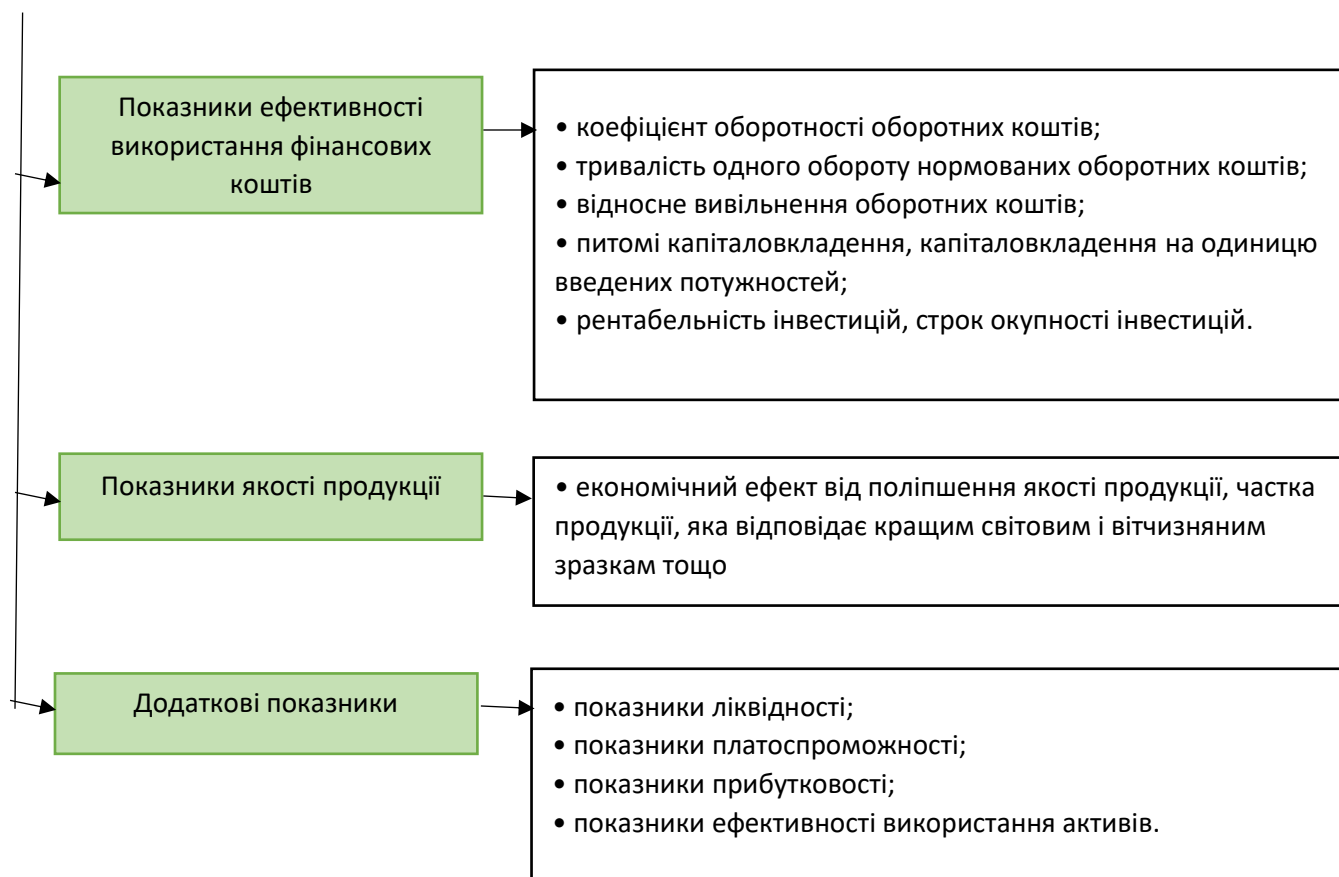 Показники ефективності
використання фінансових
коштів
• коефіцієнт оборотності оборотних коштів;
• тривалість одного обороту нормованих оборотних коштів;
• відносне вивільнення оборотних коштів;
• питомі капіталовкладення, капіталовкладення на одиницю
введених потужностей;
• рентабельність інвестицій, строк окупності інвестицій.
Показники якості продукції
• економічний ефект від поліпшення якості продукції, частка
продукції, яка відповідає кращим світовим і вітчизняним
зразкам тощо
Додаткові показники
• показники ліквідності;
• показники платоспроможності;
• показники прибутковості;
• показники ефективності використання активів.